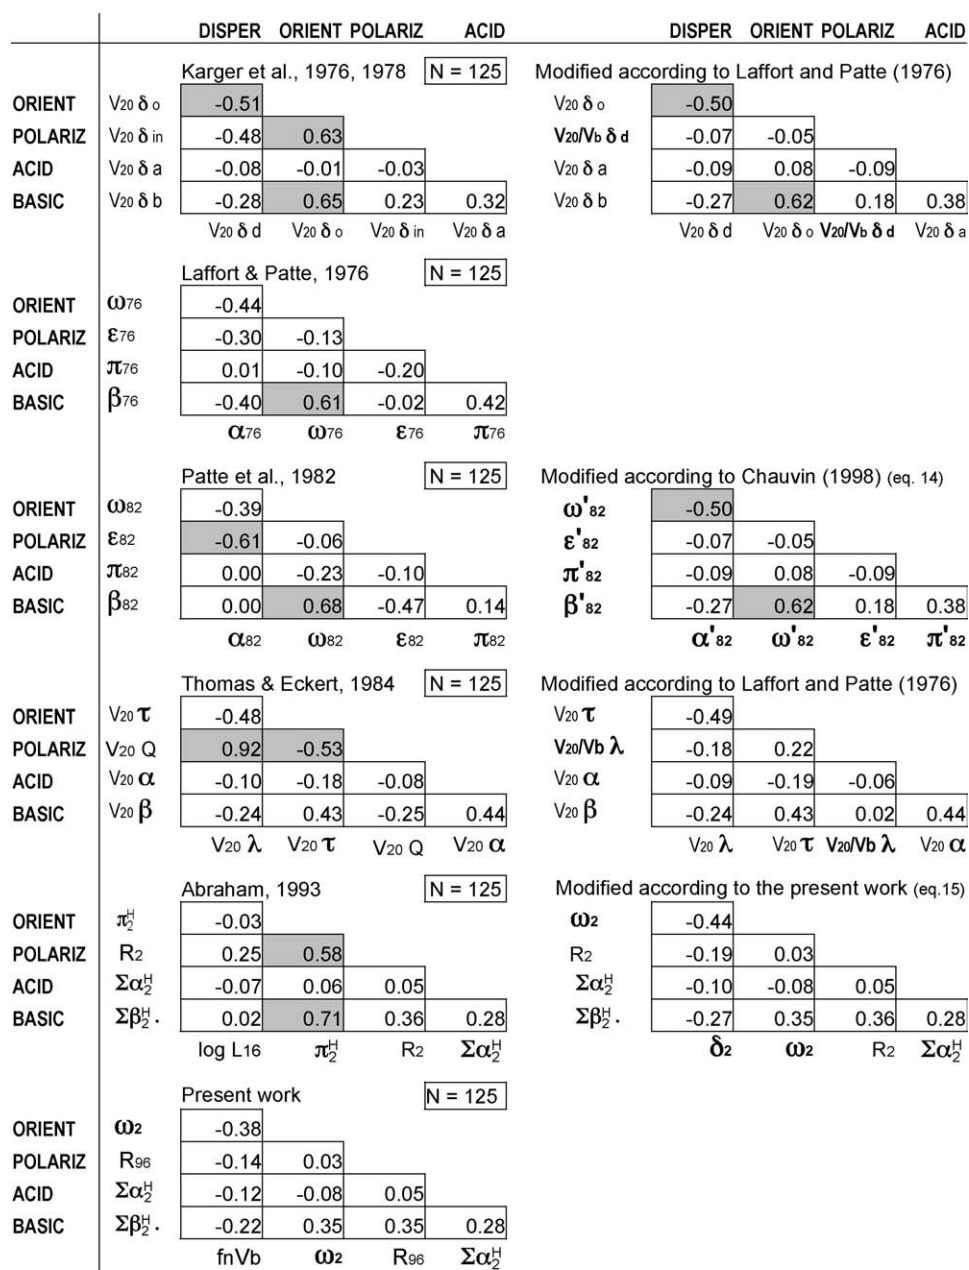 DISPER ORIENT POLARIZ ACID DISPER ORIENT POLARIZ ACID
Karger et al., 1976, 1978 N = 125 Modified according to Laffort and Patte (1976)
ORIENT V20 δ o -0.51 V20 δ o -0.50
POLARIZ V20 δ in -0.48 0.63 V20/Vb δ d -0.07 -0.05
ACID V20 δ a -0.08 -0.01 -0.03 V20 δ a -0.09 0.08 -0.09
BASIC V20 δ b -0.28 0.65 0.23 0.32 V20 δ b -0.27 0.62 0.18 0.38
V20 δ d V20 δ o V20 δ in V20 δ a V20 δ d V20 δ o V20/Vb δ d V20 δ a
Laffort & Patte, 1976 N = 125
ORIENT ω76 -0.44
POLARIZ ε76 -0.30 -0.13
ACID π76 0.01 -0.10 -0.20
BASIC β76 -0.40 0.61 -0.02 0.42
α76 ω76 ε76 π76
Patte et al., 1982 N = 125 Modified according to Chauvin (1998) (eq. 14)
ORIENT ω82 -0.39 ω'82 -0.50
POLARIZ ε82 -0.61 -0.06 ε'82 -0.07 -0.05
ACID π82 0.00 -0.23 -0.10 π'82 -0.09 0.08 -0.09
BASIC β82 0.00 0.68 -0.47 0.14 β'82 -0.27 0.62 0.18 0.38
α82 ω82 ε82 π82 α'82 ω'82 ε'82 π'82
Thomas & Eckert, 1984 N = 125 Modified according to Laffort and Patte (1976)
ORIENT V20 τ -0.48 V20 τ -0.49
POLARIZ V20 Q 0.92 -0.53 V20/Vb λ -0.18 0.22
ACID V20 α -0.10 -0.18 -0.08 V20 α -0.09 -0.19 -0.06
BASIC V20 β -0.24 0.43 -0.25 0.44 V20 β -0.24 0.43 0.02 0.44
V20 λ V20 τ V20 Q V20 α V20 λ V20 τ V20/Vb λ V20 α
Abraham, 1993 N = 125 Modified according to the present work (eq.15)
ORIENT π2H -0.03 ω2 -0.44
POLARIZ R2 0.25 0.58 R2 -0.19 0.03
ACID Σα2H -0.07 0.06 0.05 Σα2H -0.10 -0.08 0.05
BASIC Σβ2H. 0.02 0.71 0.36 0.28 Σβ2H. -0.27 0.35 0.36 0.28
log L16 π2H R2 Σα2H δ2 ω2 R2 Σα2H
Present work N = 125
ORIENT ω2 -0.38
POLARIZ R96 -0.14 0.03
ACID Σα2H -0.12 -0.08 0.05
BASIC Σβ2H. -0.22 0.35 0.35 0.28
fnVb ω2 R96 Σα2H